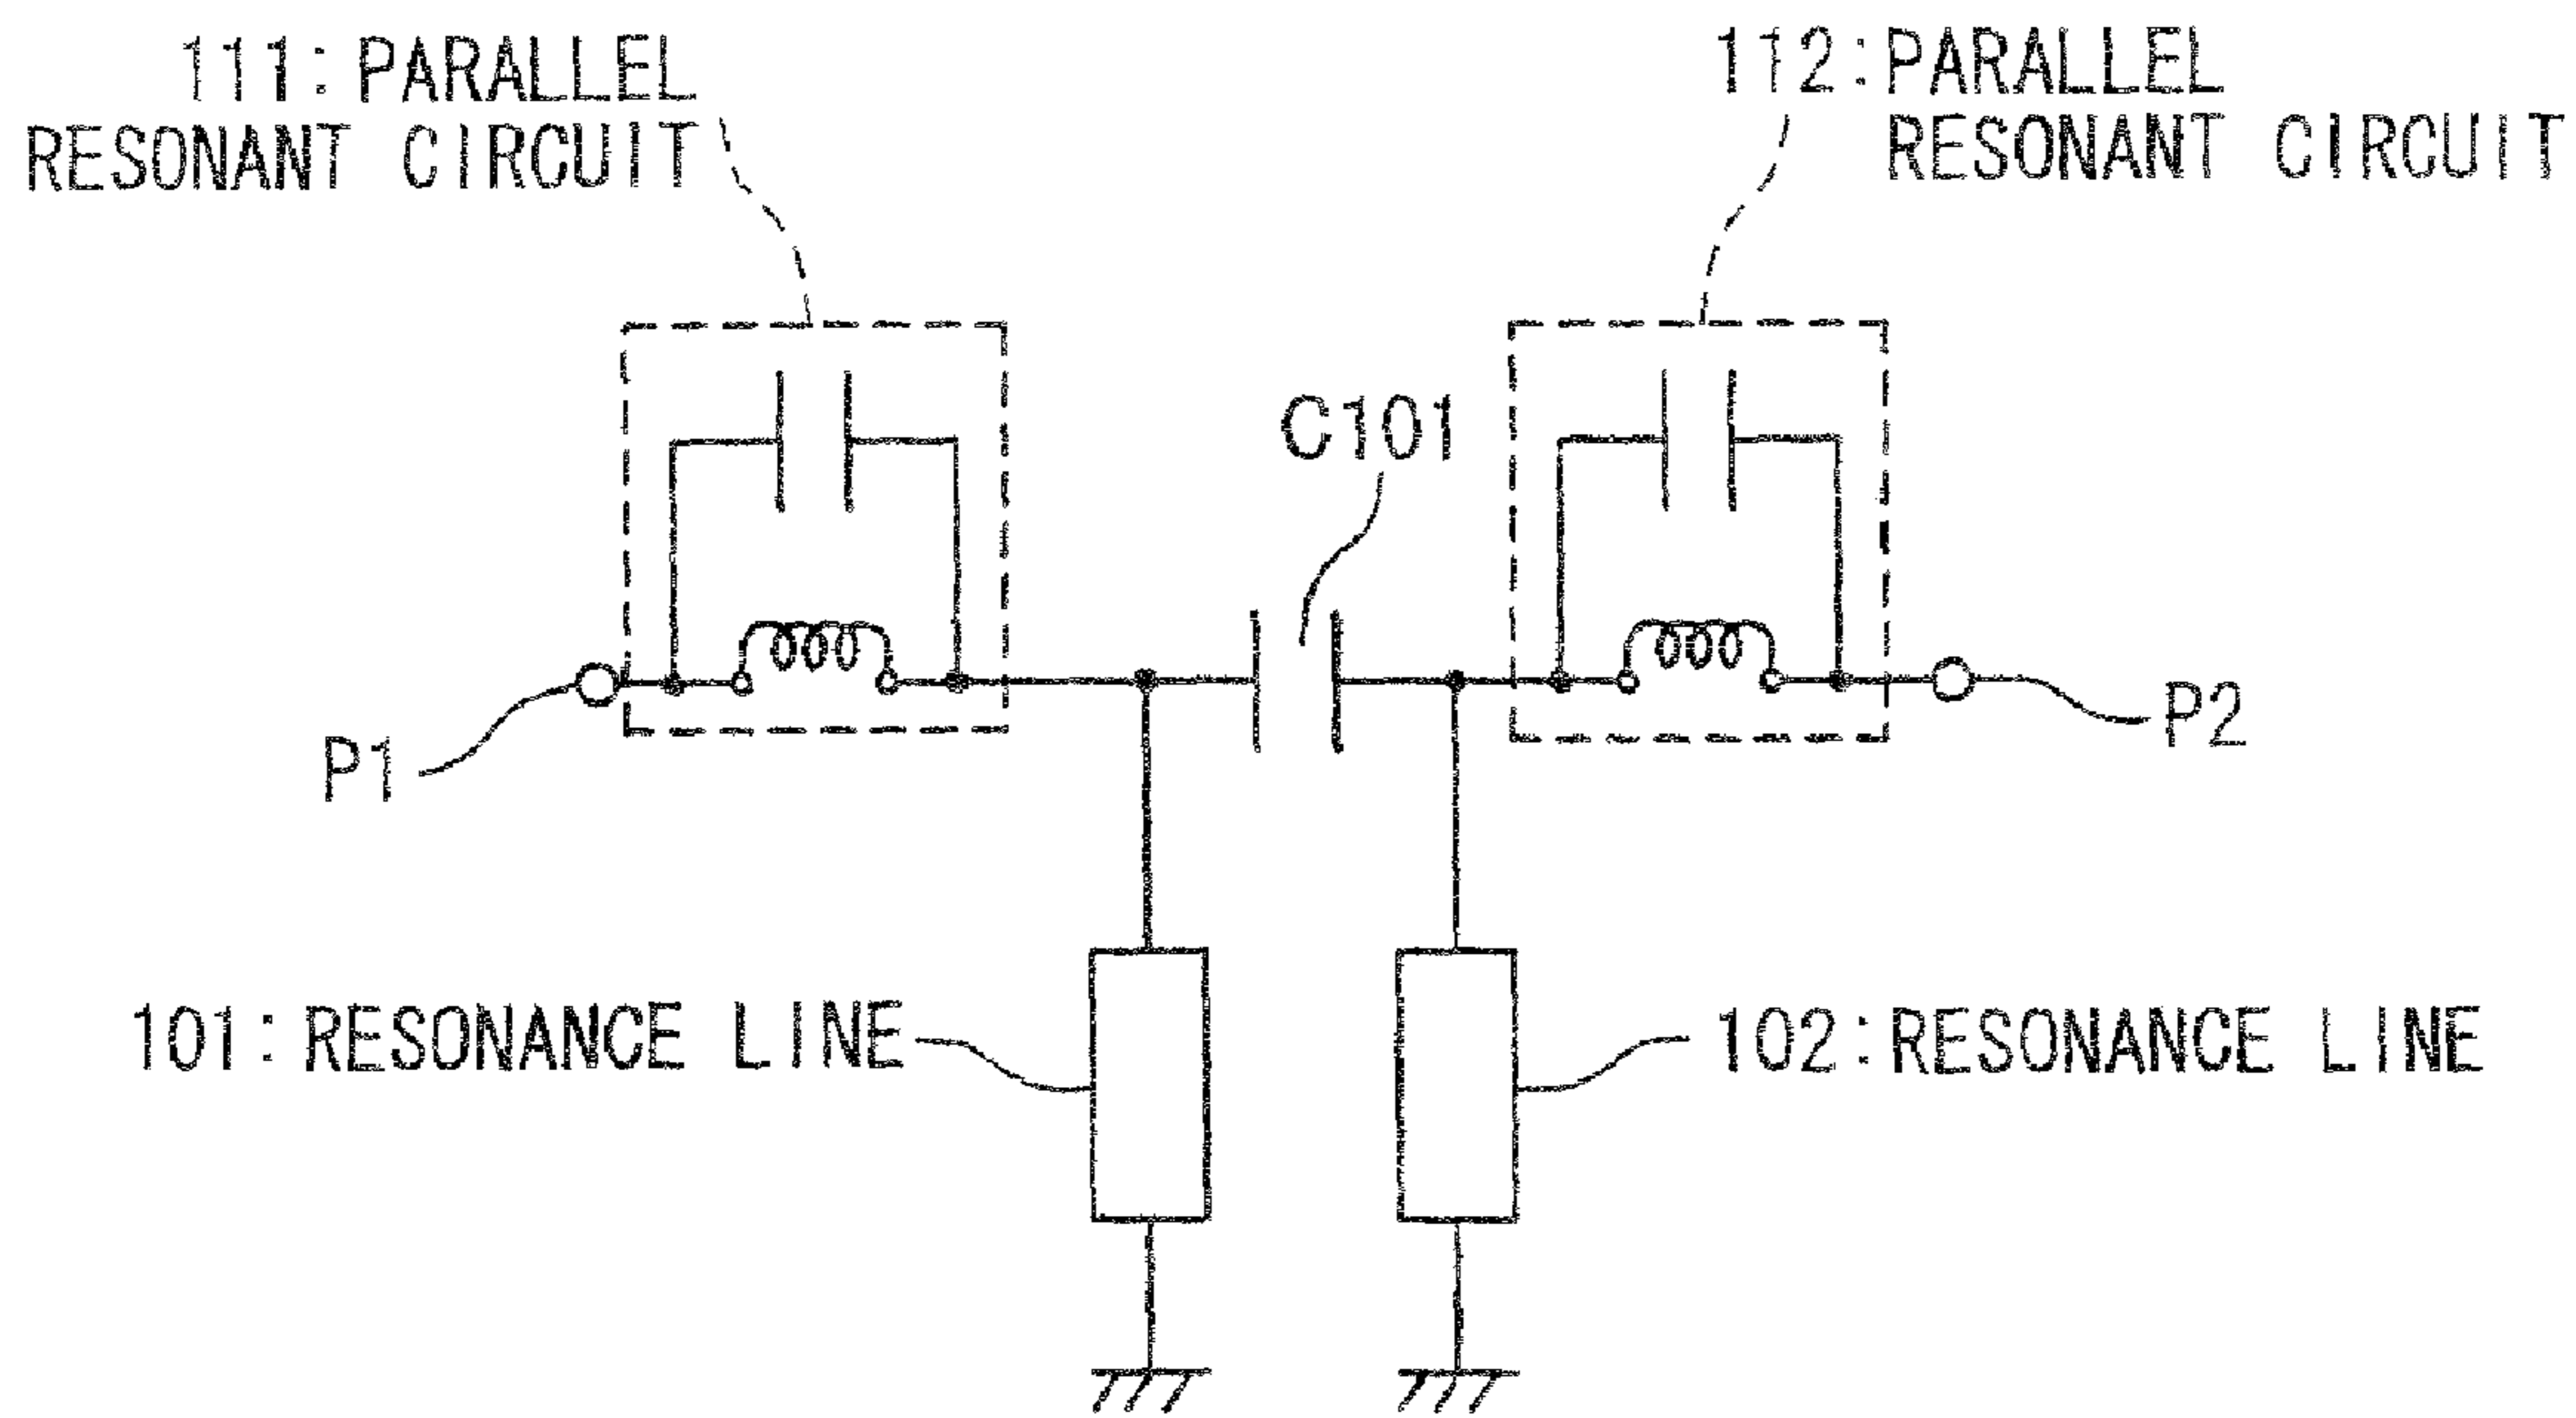 111: PARALLEL
RESONANT CIRCUIT
112: PARALLEL
RESONANT CIRCUIT
C101
P1
P2
101: RESONANCE LINE
102: RESONANCE LINE